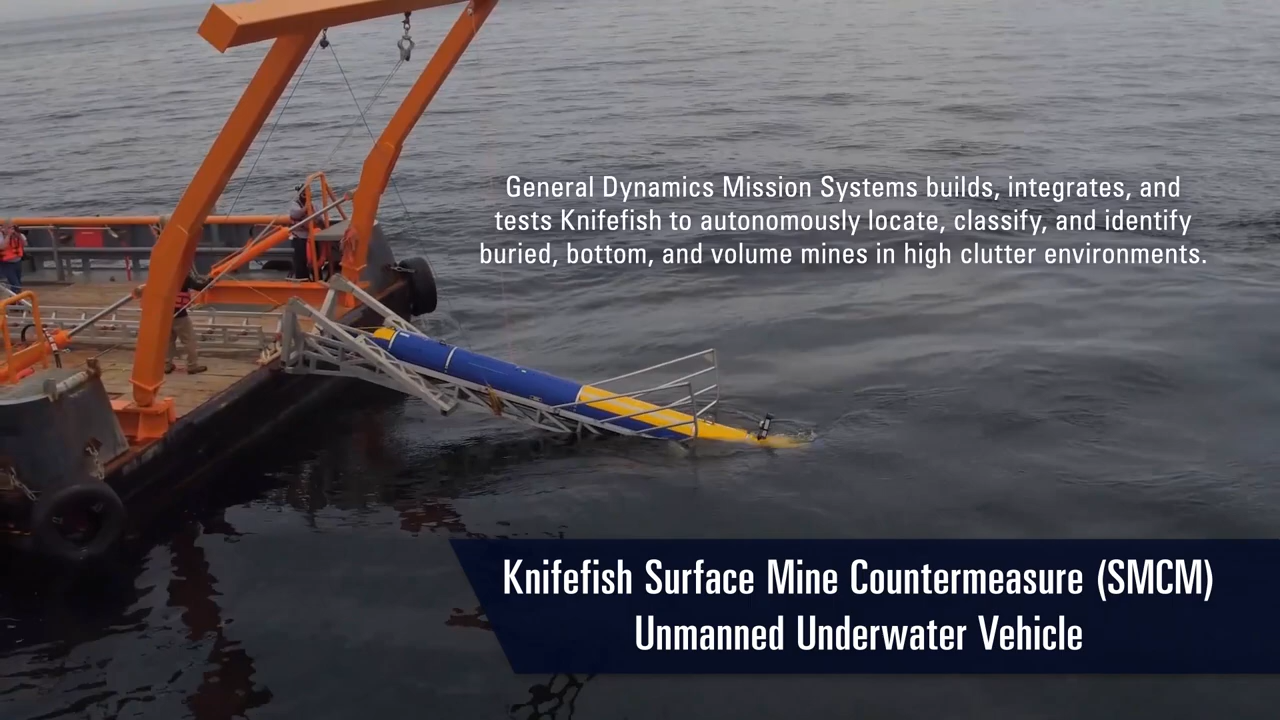 General Dynamics Mission Systems builds, integrates, and
tests Knifefish to autonomously locate, classify, and identify
buried, bottom, and volume mines in high clutter environments.
Knifefish Surface Mine Countermeasure (SMCM)
Unmanned Underwater Vehicle